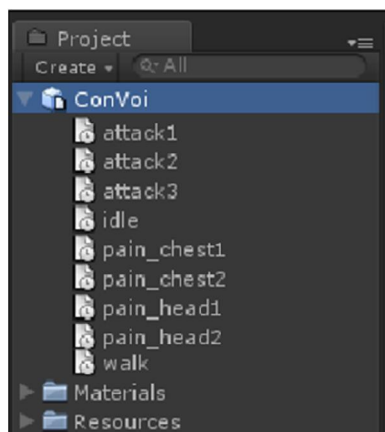 Project
Create
All
ConVoi
attack1
attack2
attack3
idle
pain_chest1
pain_chest2
pain_head1
pain_head2
walk
Materials
Resources